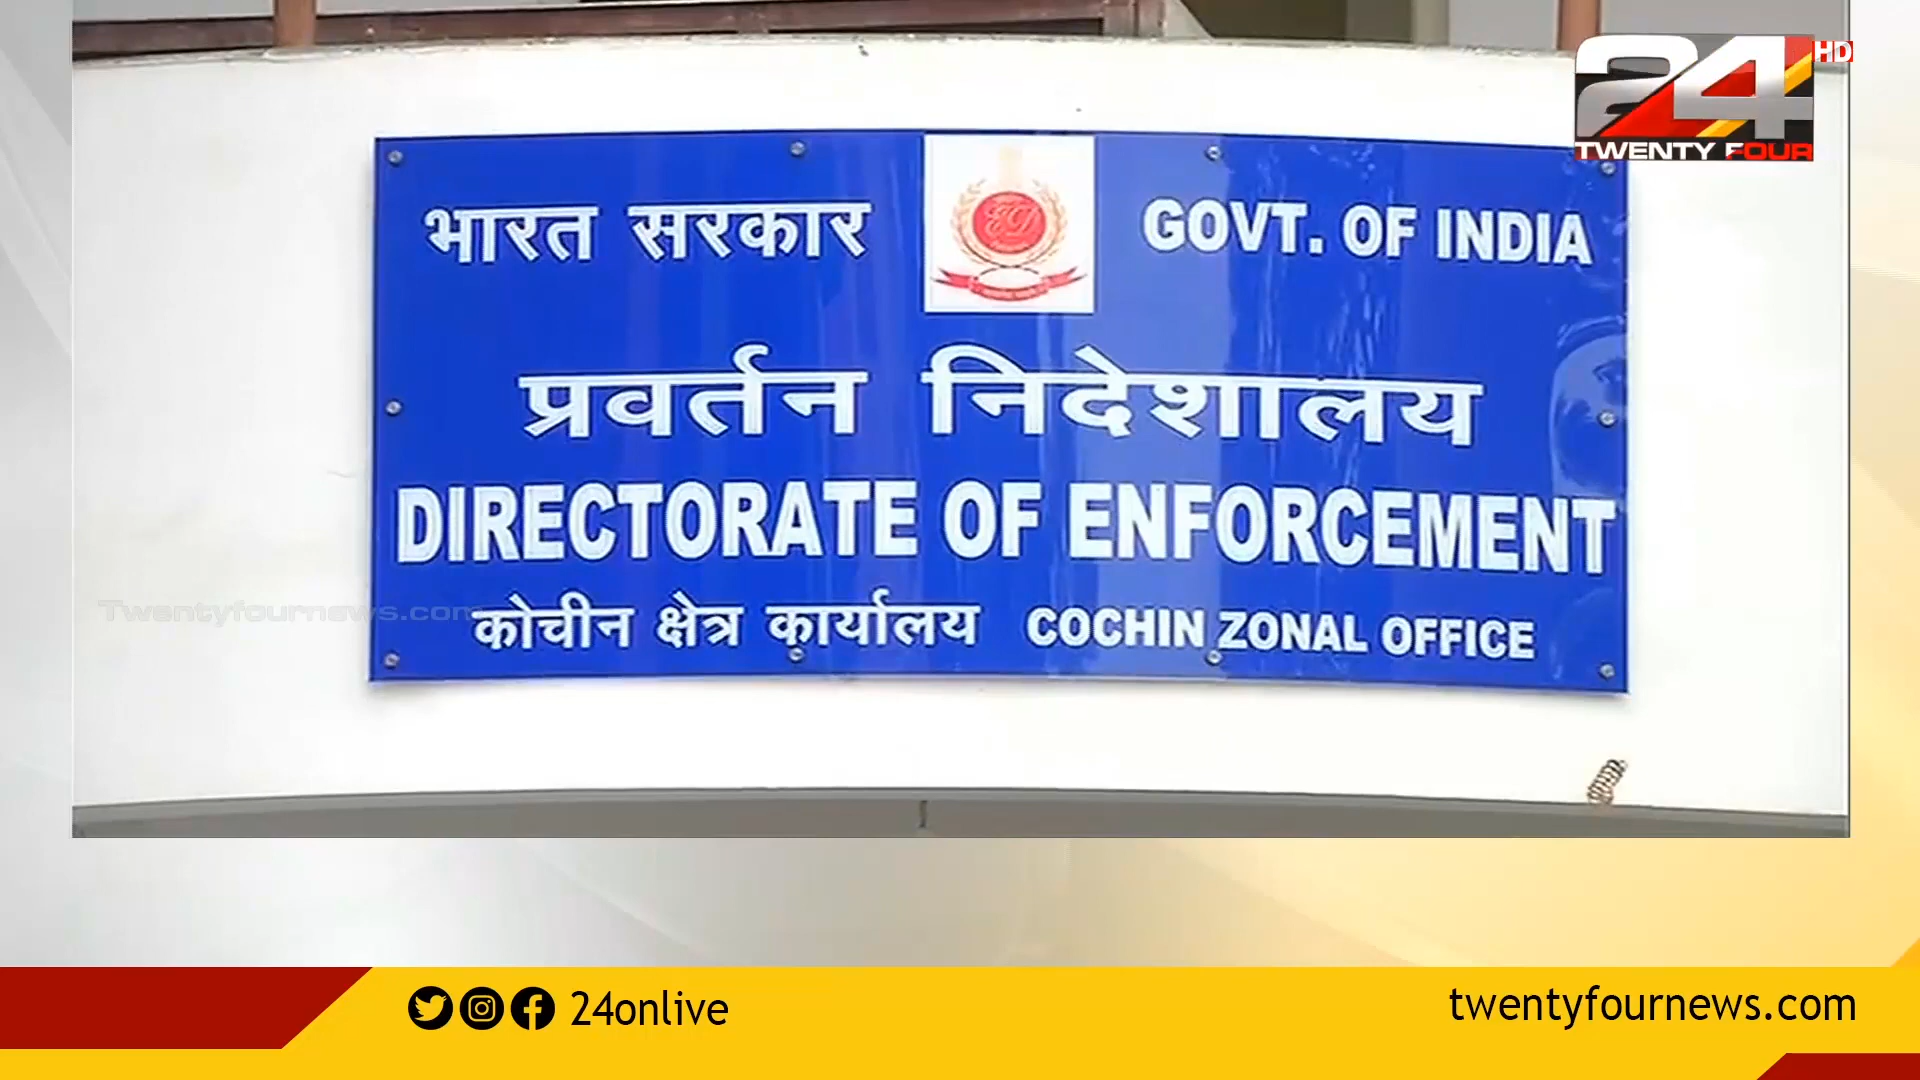 24 HD
TWENTY FOUR
भारत सरकार GOVT. OF INDIA
ED
प्रवर्तन निदेशालय
DIRECTORATE OF ENFORCEMENT
कोचीन क्षेत्र कार्यालय COCHIN ZONAL OFFICE
Twentyfournews.com
24onlive
twentyfournews.com